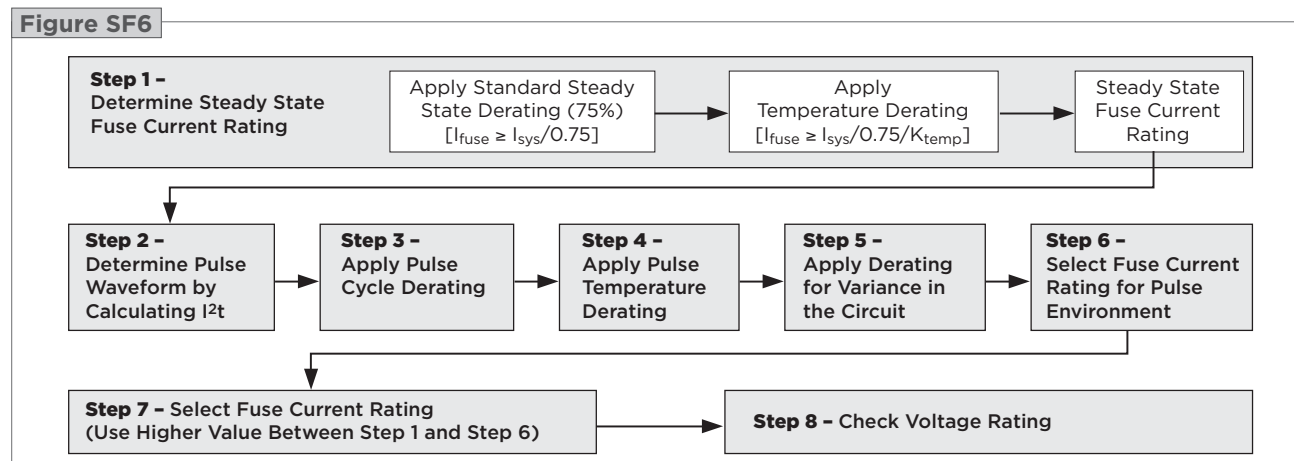 Figure SF6
Step 1 –
Determine Steady State
Fuse Current Rating
Apply Standard Steady
State Derating (75%)
[Ifuse ≥ Isys/0.75]
Apply
Temperature Derating
[Ifuse ≥ Isys/0.75/Ktemp]
Steady State
Fuse Current
Rating
Step 2 –
Determine Pulse
Waveform by
Calculating I²t
Step 3 –
Apply Pulse
Cycle Derating
Step 4 –
Apply Pulse
Temperature
Derating
Step 5 –
Apply Derating
for Variance in
the Circuit
Step 6 –
Select Fuse Current
Rating for Pulse
Environment
Step 7 – Select Fuse Current Rating
(Use Higher Value Between Step 1 and Step 6)
Step 8 – Check Voltage Rating